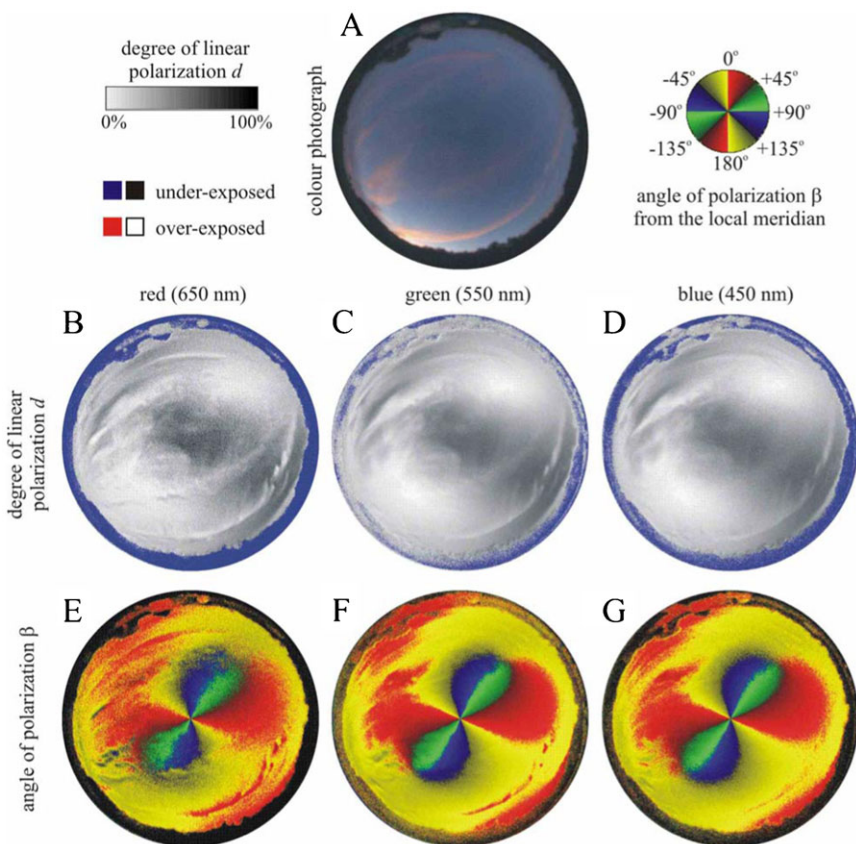 A
degree of linear
polarization d
0% 100%
under-exposed
over-exposed
colour photograph
0°
-45° +45°
-90° +90°
-135° +135°
180°
angle of polarization β
from the local meridian
red (650 nm) green (550 nm) blue (450 nm)
B C D
degree of linear
polarization d
E F G
angle of polarization β